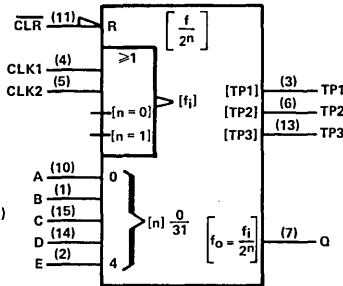 CLR (11) R [f/2ⁿ]
≥1
CLK1 (4)
CLK2 (5)
[fi]
[n = 0]
[n = 1]
[TP1] (3) TP1
[TP2] (6) TP2
[TP3] (13) TP3
A (10) 0
B (1)
C (15) [n] 0/31
D (14)
E (2) 4
[fo = fi/2ⁿ] (7) Q
)